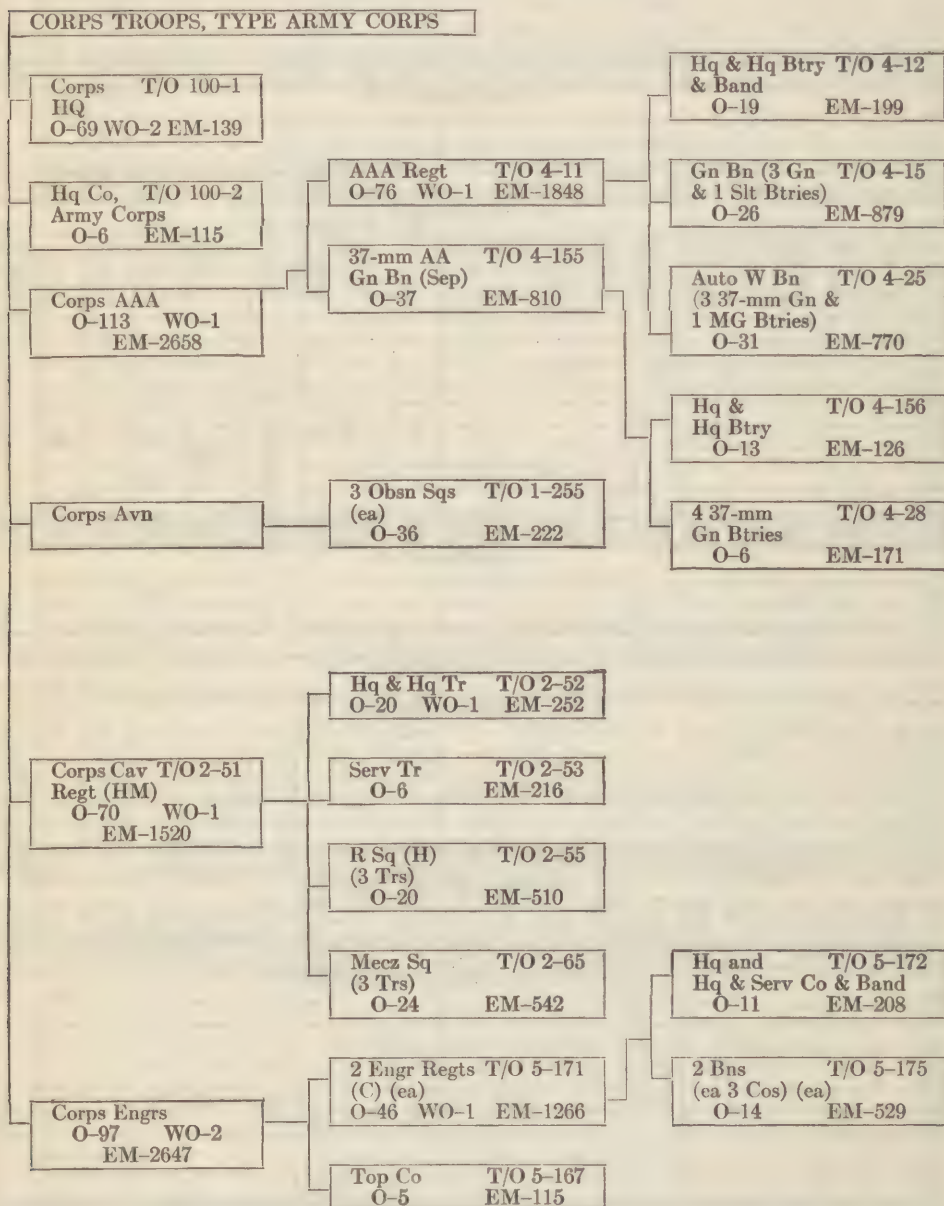 CORPS TROOPS, TYPE ARMY CORPS
Corps T/O 100–1
HQ
O–69 WO–2 EM-139
Hq Co, T/O 100–2
Army Corps
O–6 EM–115
Corps AAA
O–113 WO–1
EM–2658
Corps Avn
Corps Cav T/O 2–51
Regt (HM)
O–70 WO–1
EM–1520
Corps Engrs
O–97 WO–2
EM–2647
AAA Regt T/O 4–11
O–76 WO–1 EM–1848
37-mm AA T/O 4–155
Gn Bn (Sep)
O–37 EM–810
3 Obsn Sqs T/O 1–255
(ea)
O–36 EM–222
Hq & Hq Tr T/O 2–52
O–20 WO–1 EM–252
Serv Tr T/O 2–53
O–6 EM–216
R Sq (H) T/O 2–55
(3 Trs)
O–20 EM–510
Mecz Sq T/O 2–65
(3 Trs)
O–24 EM–542
2 Engr Regts T/O 5–171
(C) (ea)
O–46 WO–1 EM–1266
Top Co T/O 5–167
O–5 EM–115
Hq & Hq Btry T/O 4–12
& Band
O–19 EM–199
Gn Bn (3 Gn T/O 4–15
& 1 Slt Btries)
O–26 EM–879
Auto W Bn T/O 4–25
(3 37-mm Gn &
1 MG Btries)
O–31 EM–770
Hq & T/O 4–156
Hq Btry
O–13 EM–126
4 37-mm T/O 4–28
Gn Btries
O–6 EM–171
Hq and T/O 5–172
Hq & Serv Co & Band
O–11 EM–208
2 Bns T/O 5–175
(ea 3 Cos) (ea)
O–14 EM–529